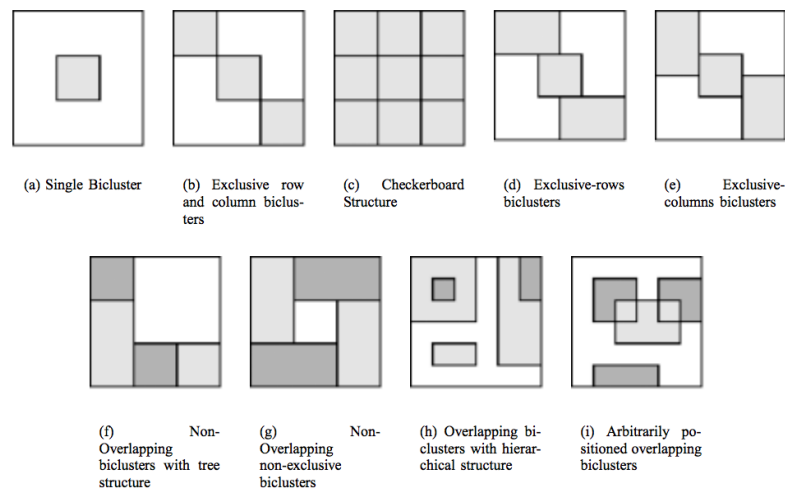 (a) Single Bicluster
(b) Exclusive row
and column biclus-
ters
(c) Checkerboard
Structure
(d) Exclusive-rows
biclusters
(e) Exclusive-
columns biclusters
(f) Non-
Overlapping
biclusters with tree
structure
(g) Non-
Overlapping
non-exclusive
biclusters
(h) Overlapping bi-
clusters with hierar-
chical structure
(i) Arbitrarily po-
sitioned overlapping
biclusters